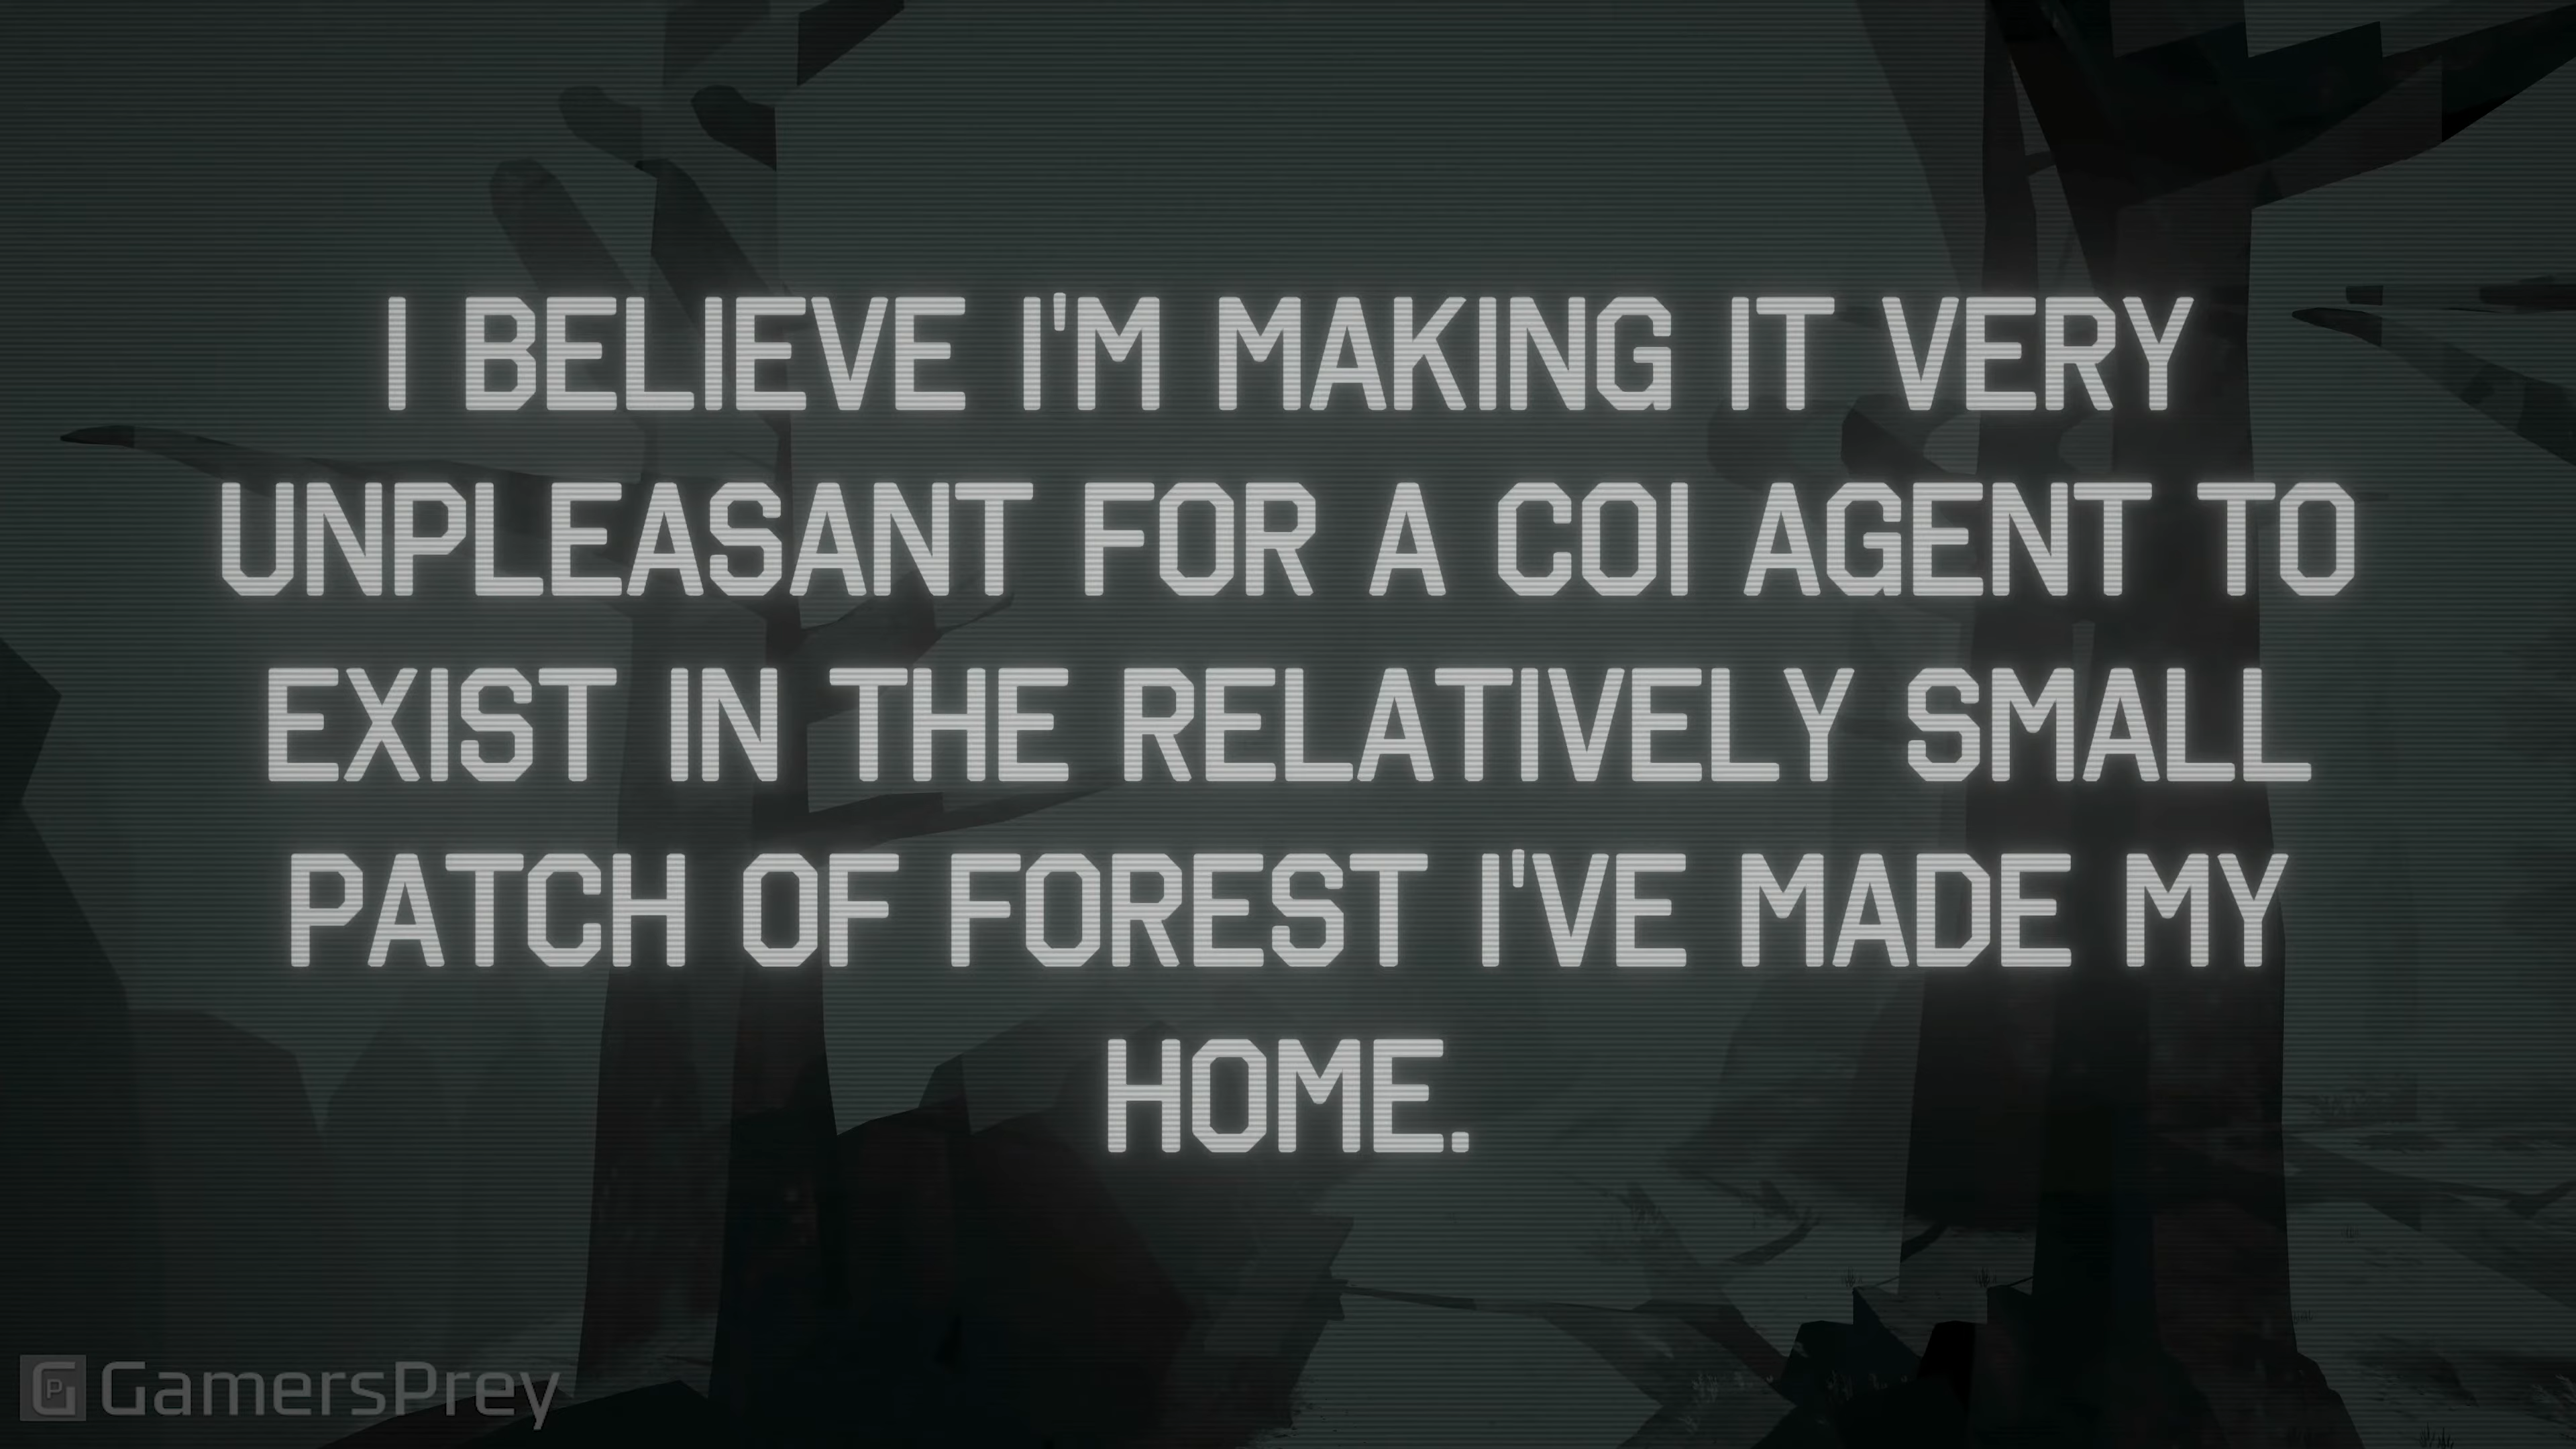 I BELIEVE I'M MAKING IT VERY
UNPLEASANT FOR A COI AGENT TO
EXIST IN THE RELATIVELY SMALL
PATCH OF FOREST I'VE MADE MY
HOME.
GamersPrey